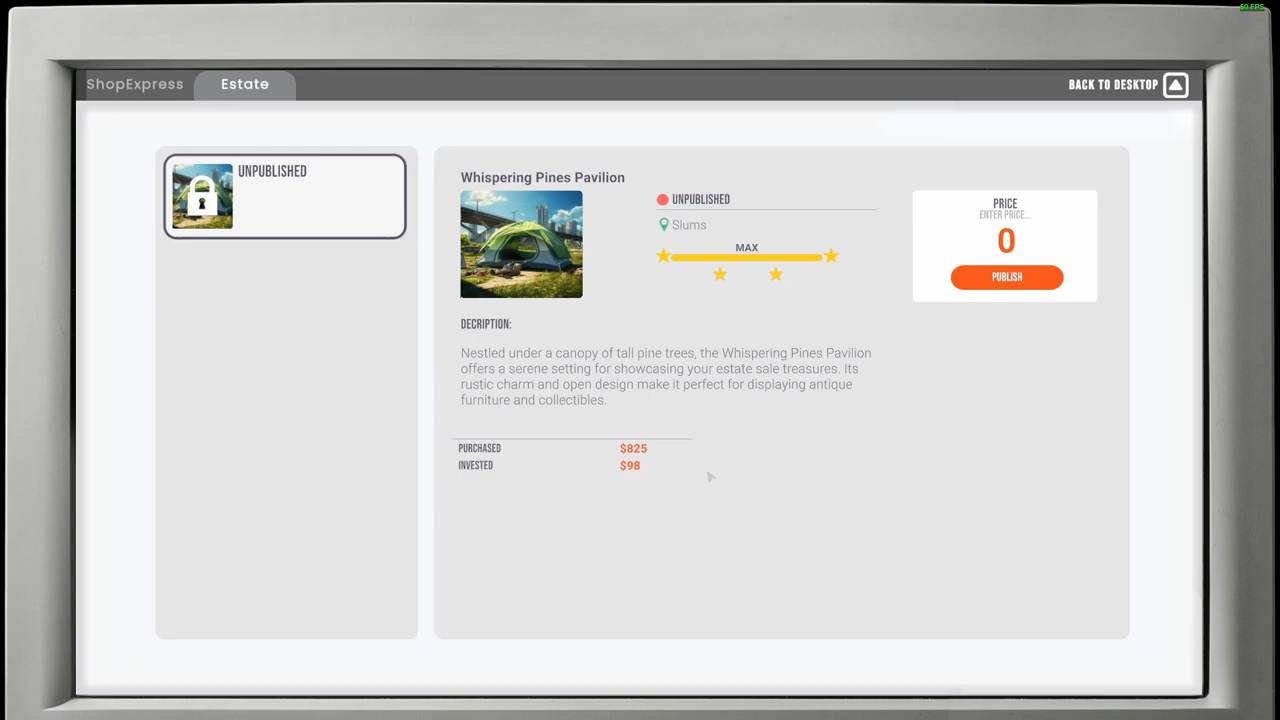 60 FPS
ShopExpress
Estate
BACK TO DESKTOP
UNPUBLISHED
Whispering Pines Pavilion
UNPUBLISHED
Slums
MAX
PRICE
ENTER PRICE...
0
PUBLISH
DECRIPTION:
Nestled under a canopy of tall pine trees, the Whispering Pines Pavilion
offers a serene setting for showcasing your estate sale treasures. Its
rustic charm and open design make it perfect for displaying antique
furniture and collectibles.
PURCHASED $825
INVESTED $98